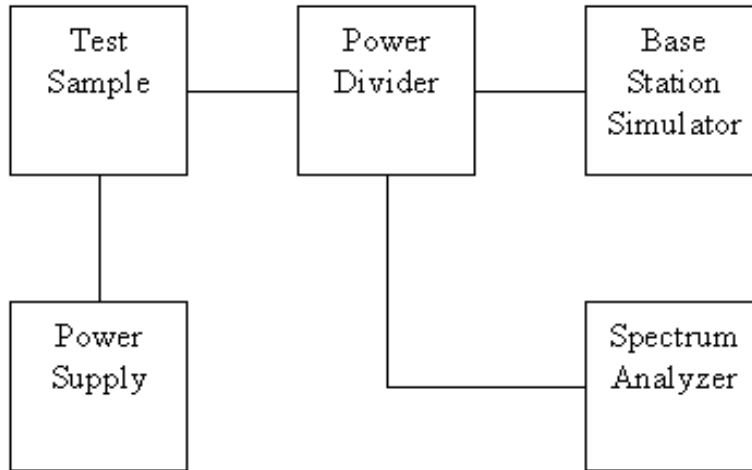 Test
Sample
Power
Divider
Base
Station
Simulator
Power
Supply
Spectrum
Analyzer